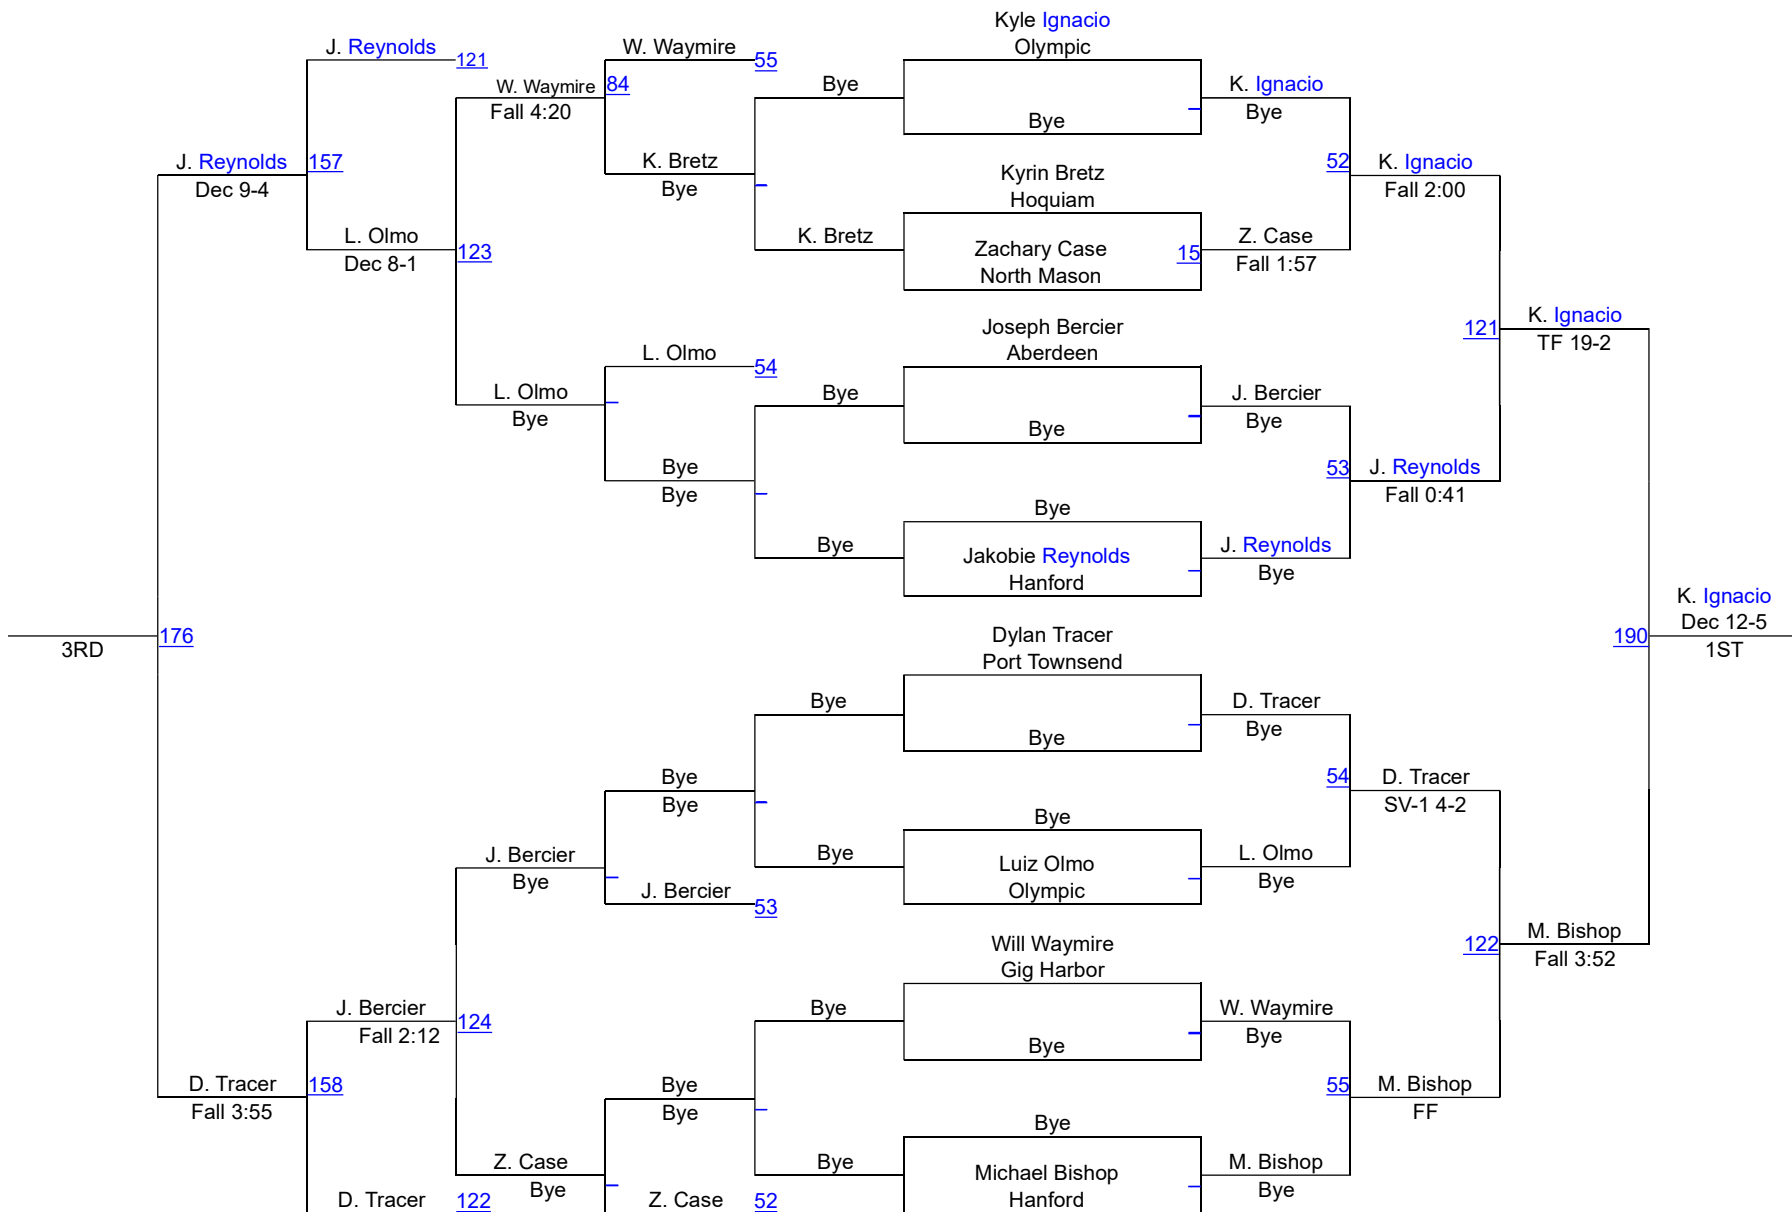 Kyle Ignacio
Olympic
J. Reynolds
121
W. Waymire
55
W. Waymire
84
Fall 4:20
Bye
K. Ignacio
Bye
Bye
J. Reynolds
157
Dec 9-4
K. Bretz
Bye
Kyrin Bretz
Hoquiam
52
K. Ignacio
Fall 2:00
L. Olmo
Dec 8-1
123
K. Bretz
Zachary Case
North Mason
15
Z. Case
Fall 1:57
Joseph Bercier
Aberdeen
121
K. Ignacio
TF 19-2
L. Olmo
54
L. Olmo
Bye
Bye
J. Bercier
Bye
Bye
Bye
Bye
53
J. Reynolds
Fall 0:41
Bye
Bye
Jakobie Reynolds
Hanford
J. Reynolds
Bye
3RD
176
Dylan Tracer
Port Townsend
190
K. Ignacio
Dec 12-5
1ST
Bye
D. Tracer
Bye
Bye
Bye
Bye
54
D. Tracer
SV-1 4-2
Bye
J. Bercier
Bye
Bye
Luiz Olmo
Olympic
L. Olmo
Bye
J. Bercier
53
Will Waymire
Gig Harbor
122
M. Bishop
Fall 3:52
J. Bercier
Fall 2:12
124
Bye
W. Waymire
Bye
Bye
D. Tracer
Fall 3:55
158
Bye
Bye
55
M. Bishop
FF
Bye
Z. Case
Bye
Bye
Michael Bishop
Hanford
M. Bishop
Bye
D. Tracer
122
Z. Case
52